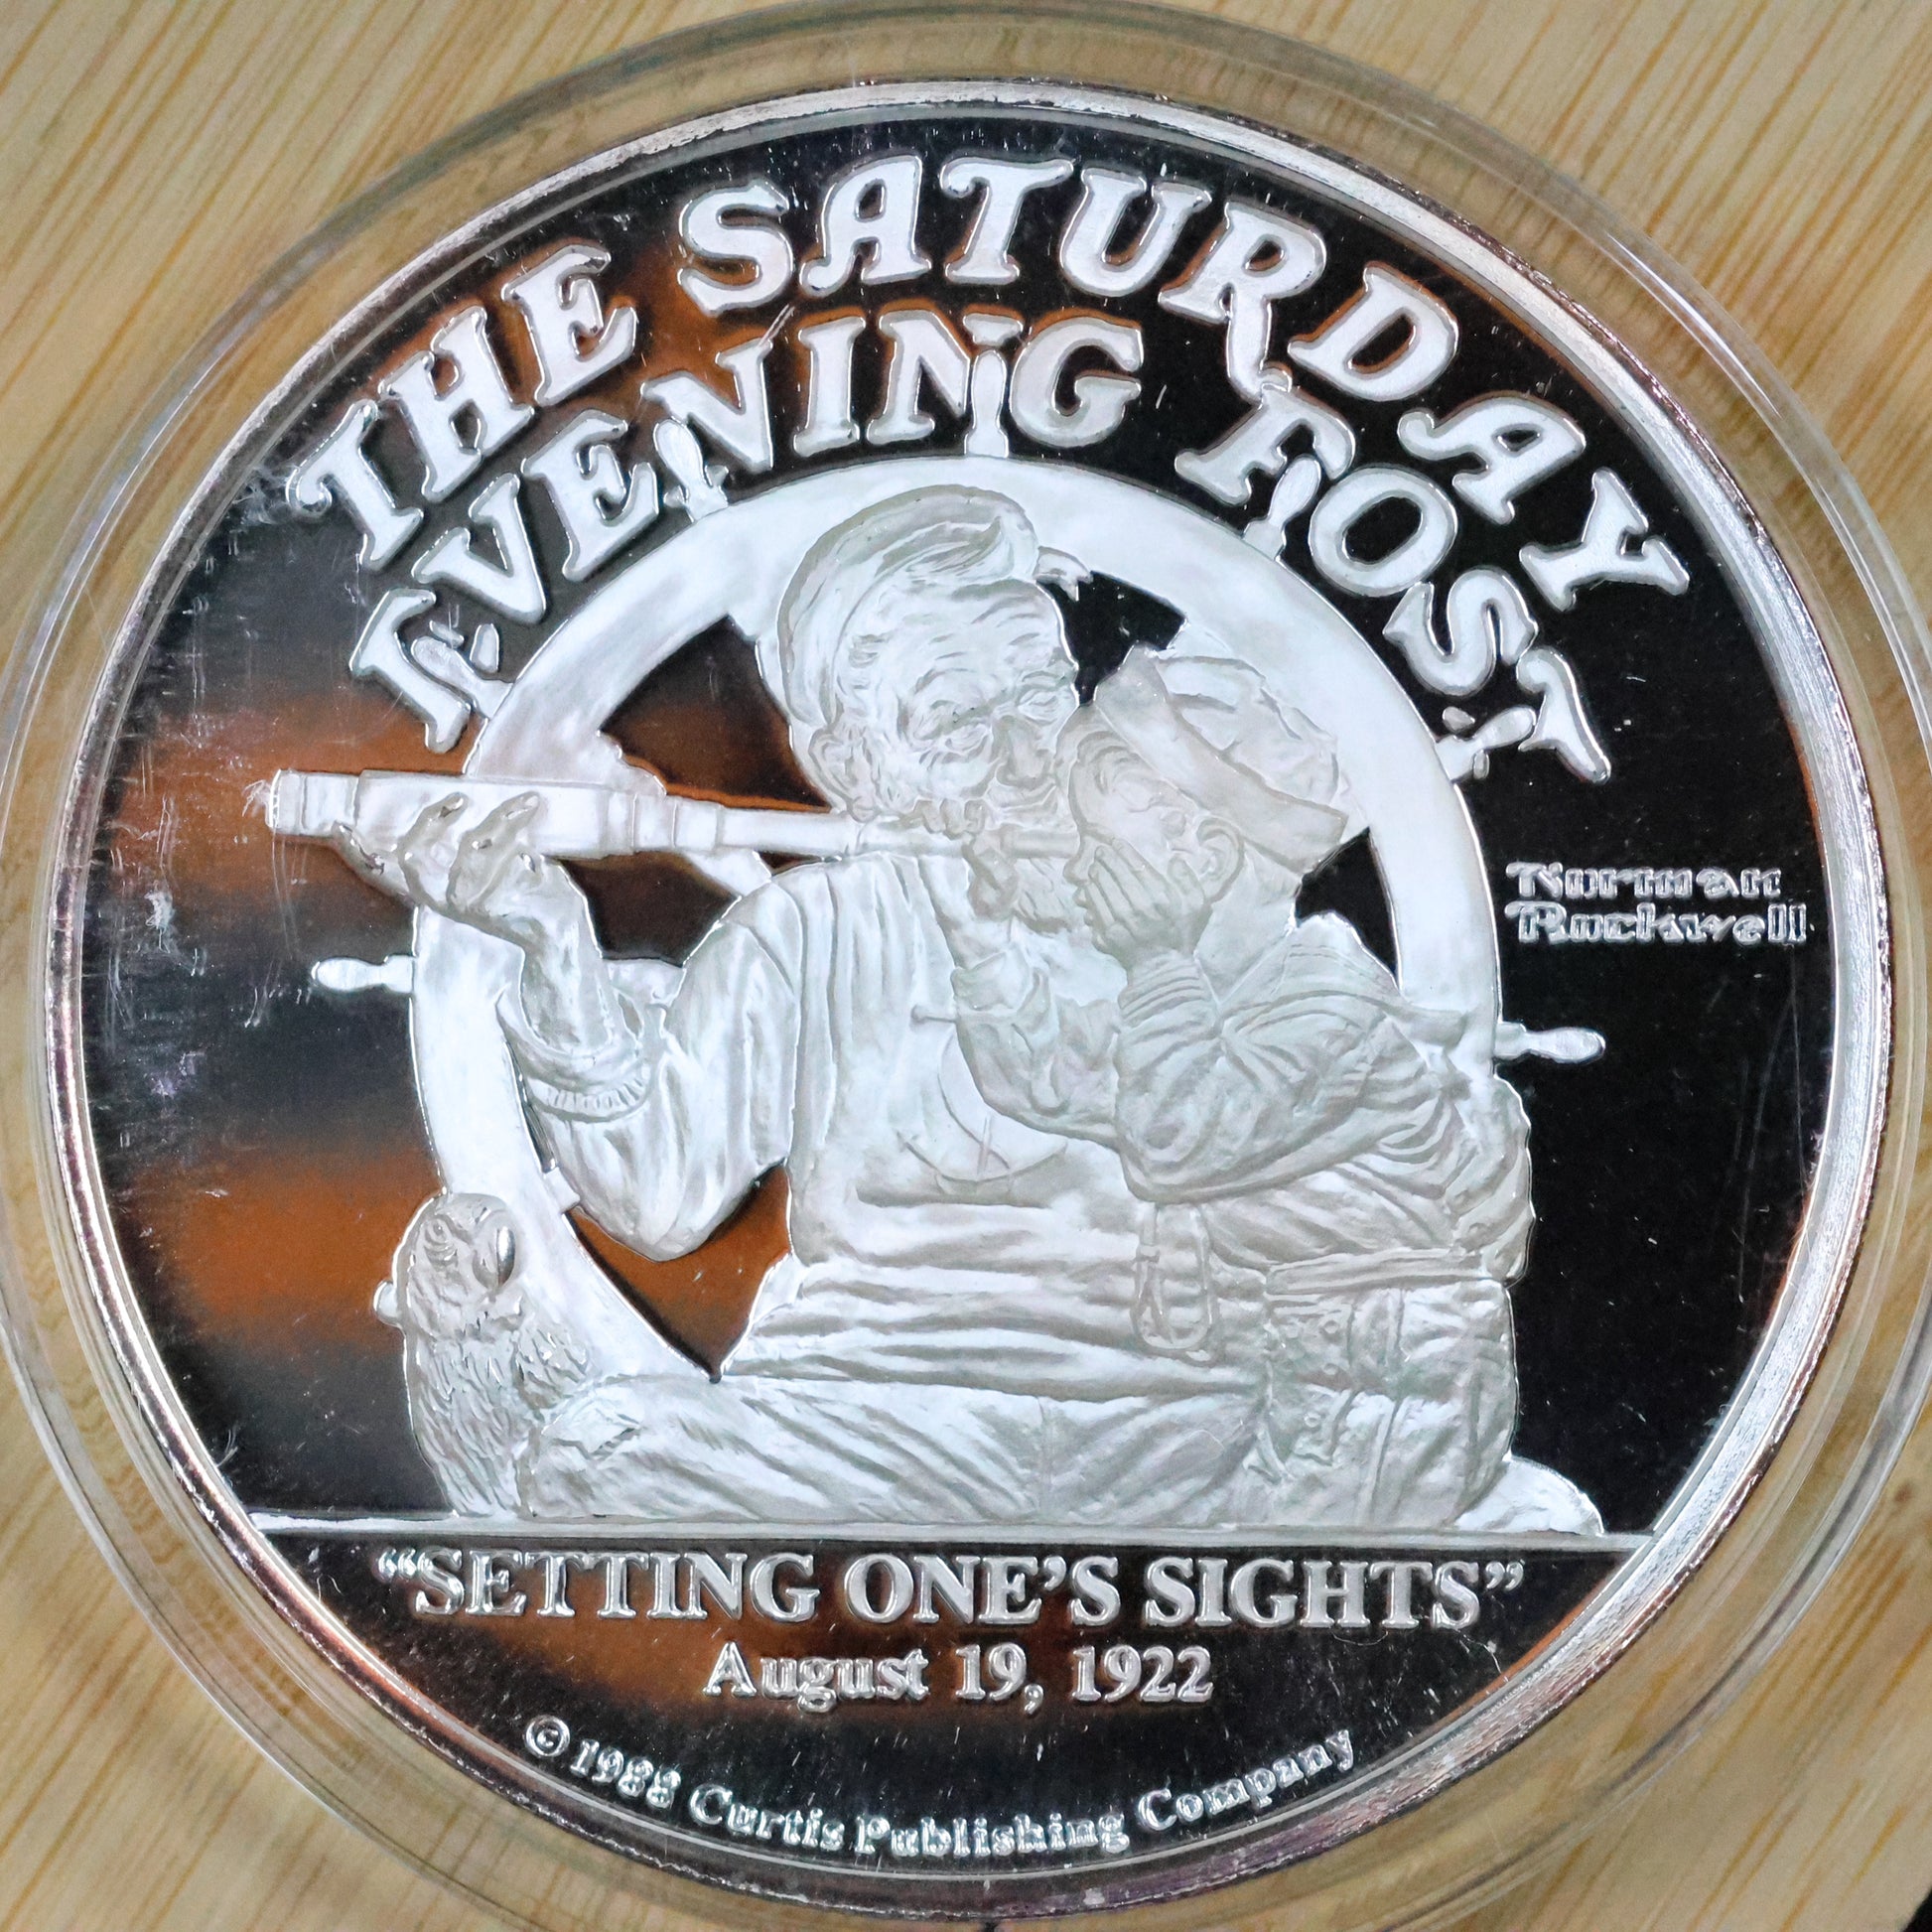 THE SATURDAY
EVENING POST
Norman
Rockwell
“SETTING ONE’S SIGHTS”
August 19, 1922
© 1988 Curtis Publishing Company